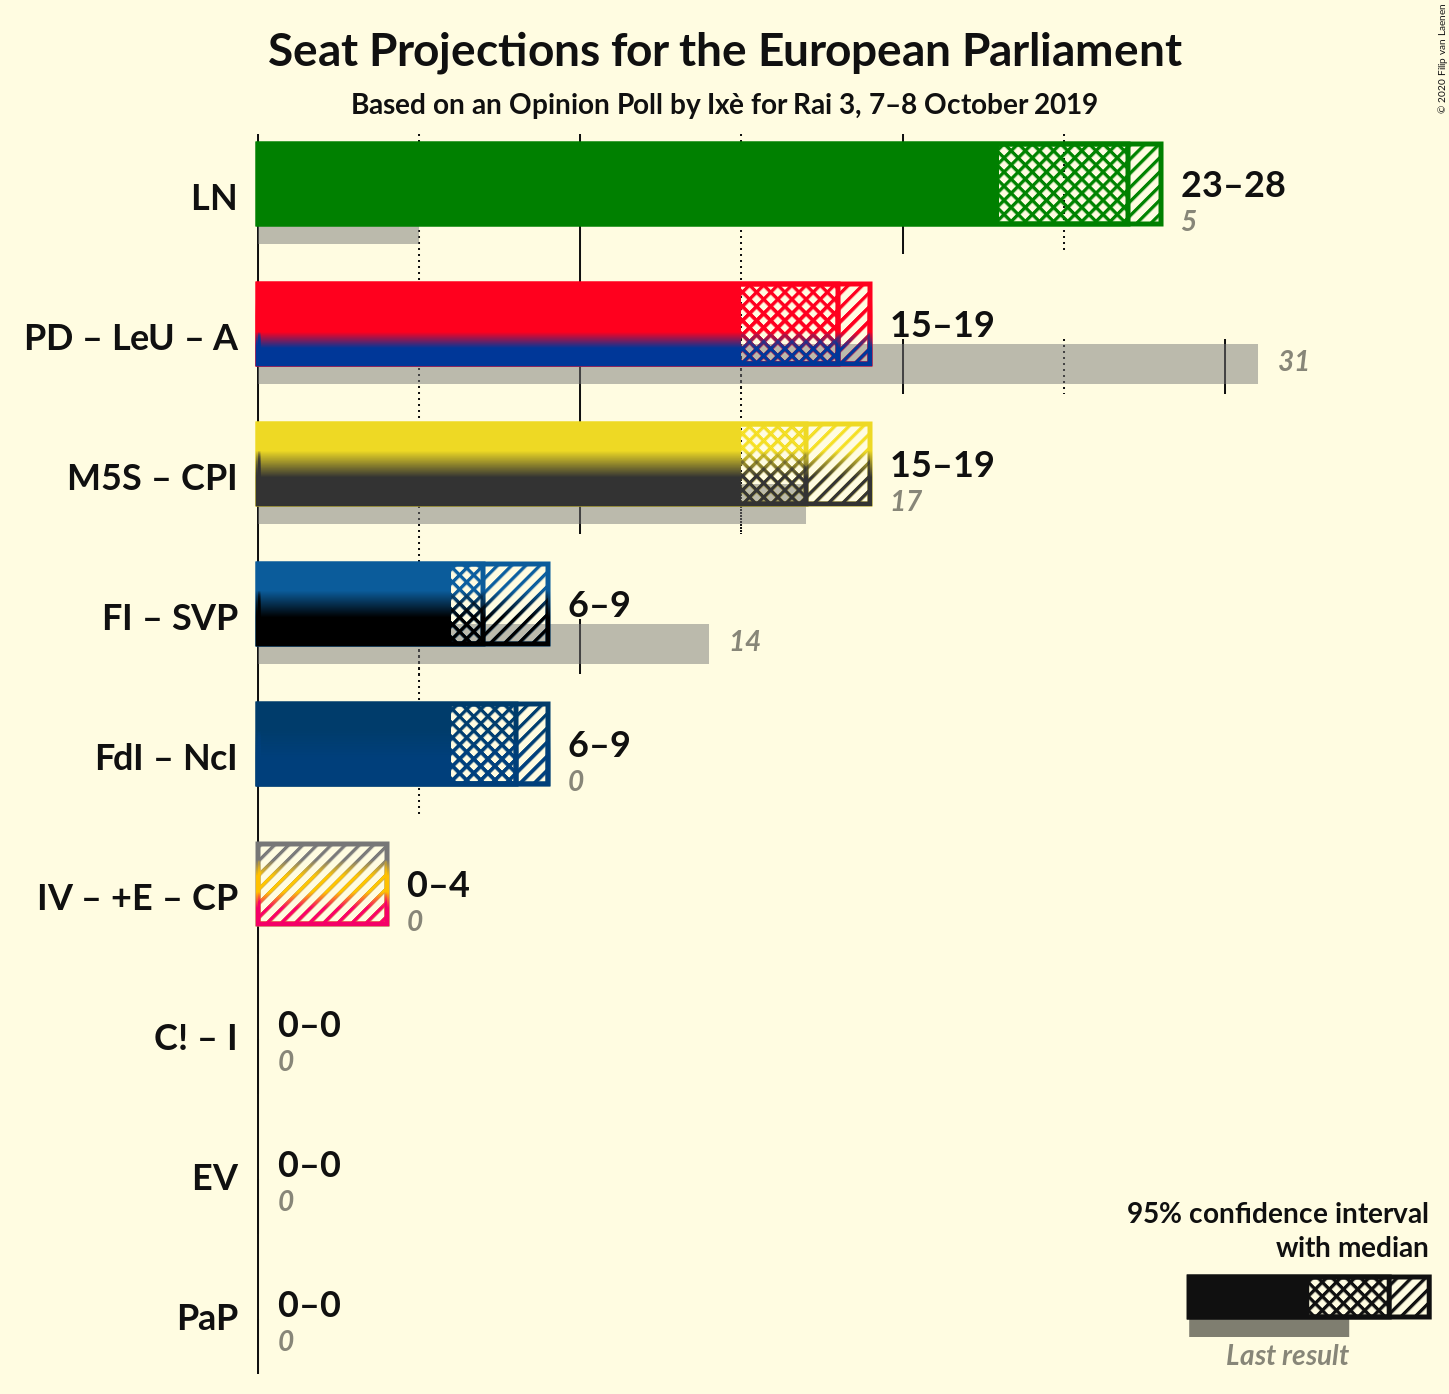 Seat Projections for the European Parliament
Based on an Opinion Poll by Ixè for Rai 3, 7–8 October 2019
© 2020 Filip van Laenen
LN
23–28
5
PD – LeU – A
15–19
31
M5S – CPI
15–19
17
FI – SVP
6–9
14
FdI – NcI
6–9
0
IV – +E – CP
0–4
0
C! – I
0–0
0
EV
0–0
0
PaP
0–0
0
95% confidence interval
with median
Last result